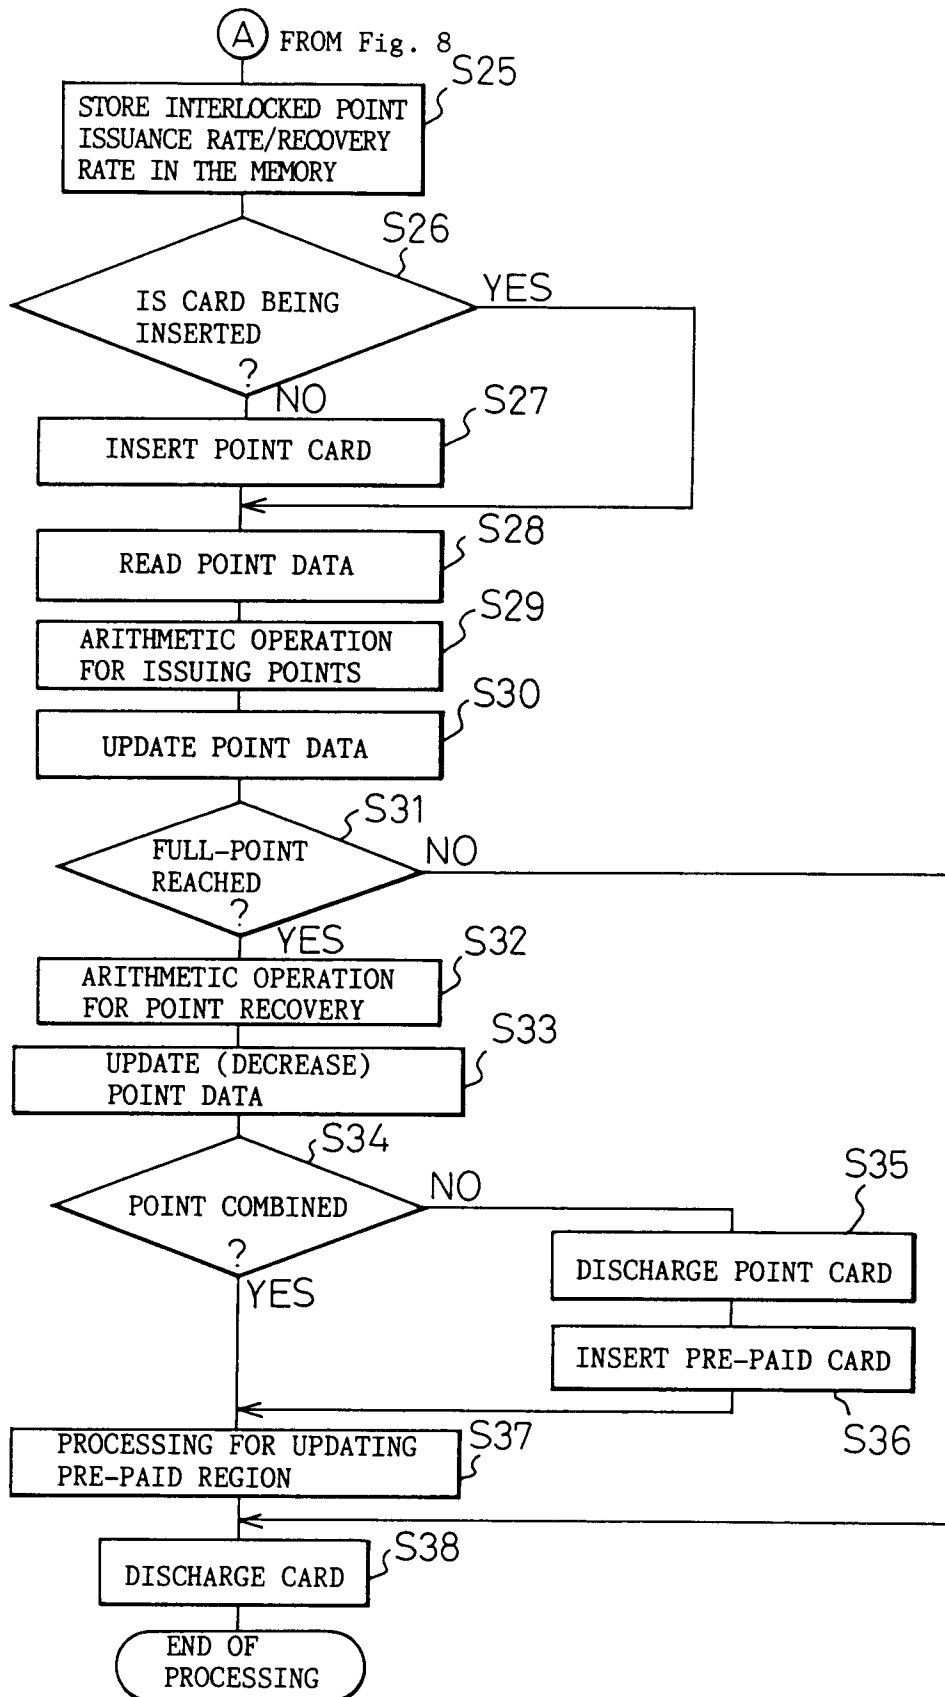 A FROM Fig. 8
S25
STORE INTERLOCKED POINT
ISSUANCE RATE/RECOVERY
RATE IN THE MEMORY
S26
IS CARD BEING
INSERTED
?
YES
NO
S27
INSERT POINT CARD
S28
READ POINT DATA
S29
ARITHMETIC OPERATION
FOR ISSUING POINTS
S30
UPDATE POINT DATA
S31
FULL-POINT
REACHED
?
NO
YES
S32
ARITHMETIC OPERATION
FOR POINT RECOVERY
S33
UPDATE (DECREASE)
POINT DATA
S34
POINT COMBINED
?
NO
YES
S35
DISCHARGE POINT CARD
INSERT PRE-PAID CARD
S36
S37
PROCESSING FOR UPDATING
PRE-PAID REGION
S38
DISCHARGE CARD
END OF
PROCESSING